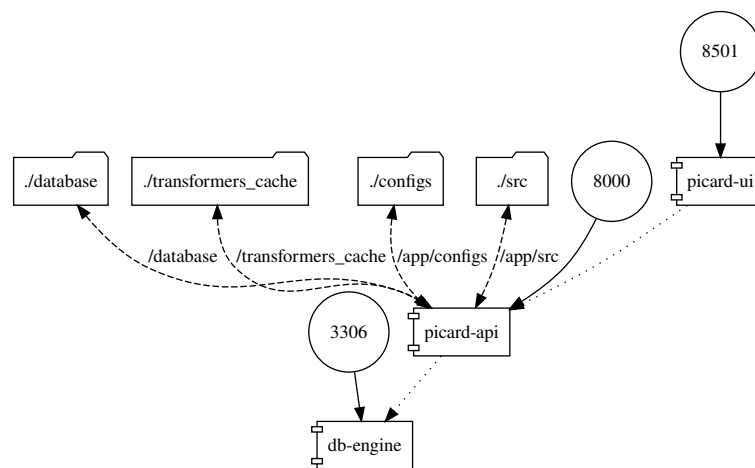 8501
./database
./transformers_cache
./configs
./src
8000
picard-ui
/database
/transformers_cache
/app/configs
/app/src
3306
picard-api
db-engine